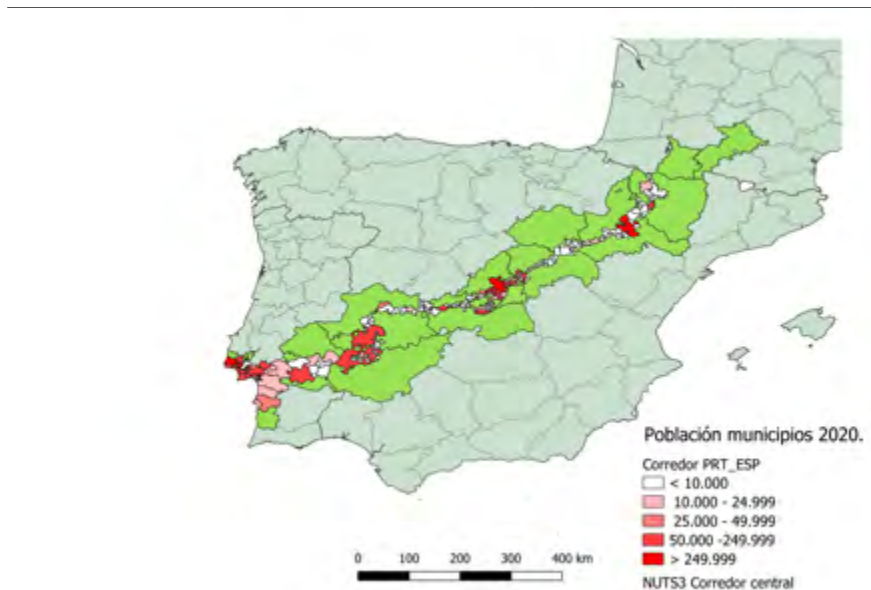 Población municipios 2020.
Corredor PRT_ESP
< 10.000
10.000 - 24.999
25.000 - 49.999
50.000 -249.999
> 249.999
0 100 200 300 400 km
NUTS3 Corredor central